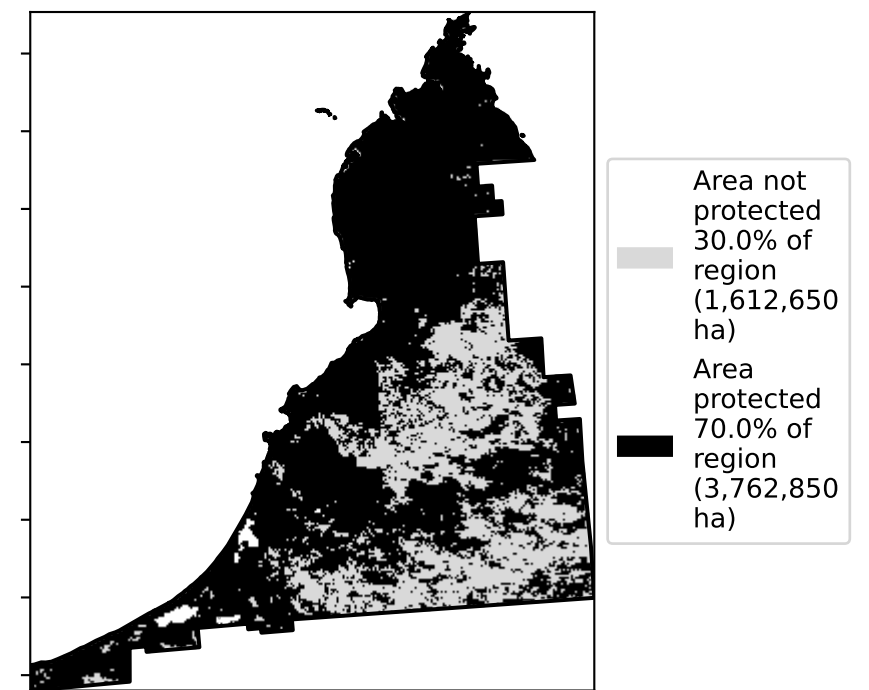 Area not
protected
30.0% of
region
(1,612,650
ha)
Area
protected
70.0% of
region
(3,762,850
ha)